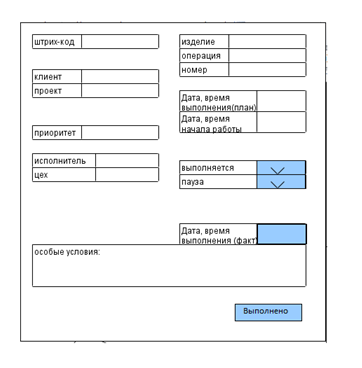 штрих-код
изделие
операция
номер
клиент
проект
Дата, время
выполнения(план)
Дата, время
начала работы
приоритет
исполнитель
цех
выполняется
пауза
Дата, время
выполнения (факт)
особые условия:
Выполнено